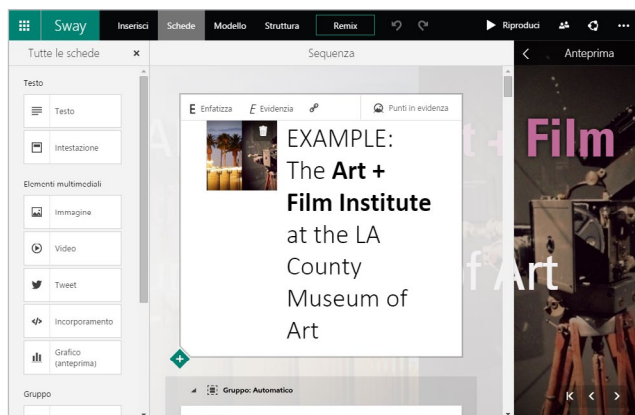 Sway Inserisci Schede Modello Struttura Remix Riproduci
Tutte le schede × Sequenza Anteprima
Testo
Testo
Intestazione
Elementi multimediali
Immagine
Video
Tweet
Incorporamento
Grafico
(anteprima)
Gruppo
E Enfatizza E Evidenzia Punti in evidenza
EXAMPLE:
The Art +
Film Institute
at the LA
County
Museum of
Art
Gruppo: Automatico
t + Film
of Art